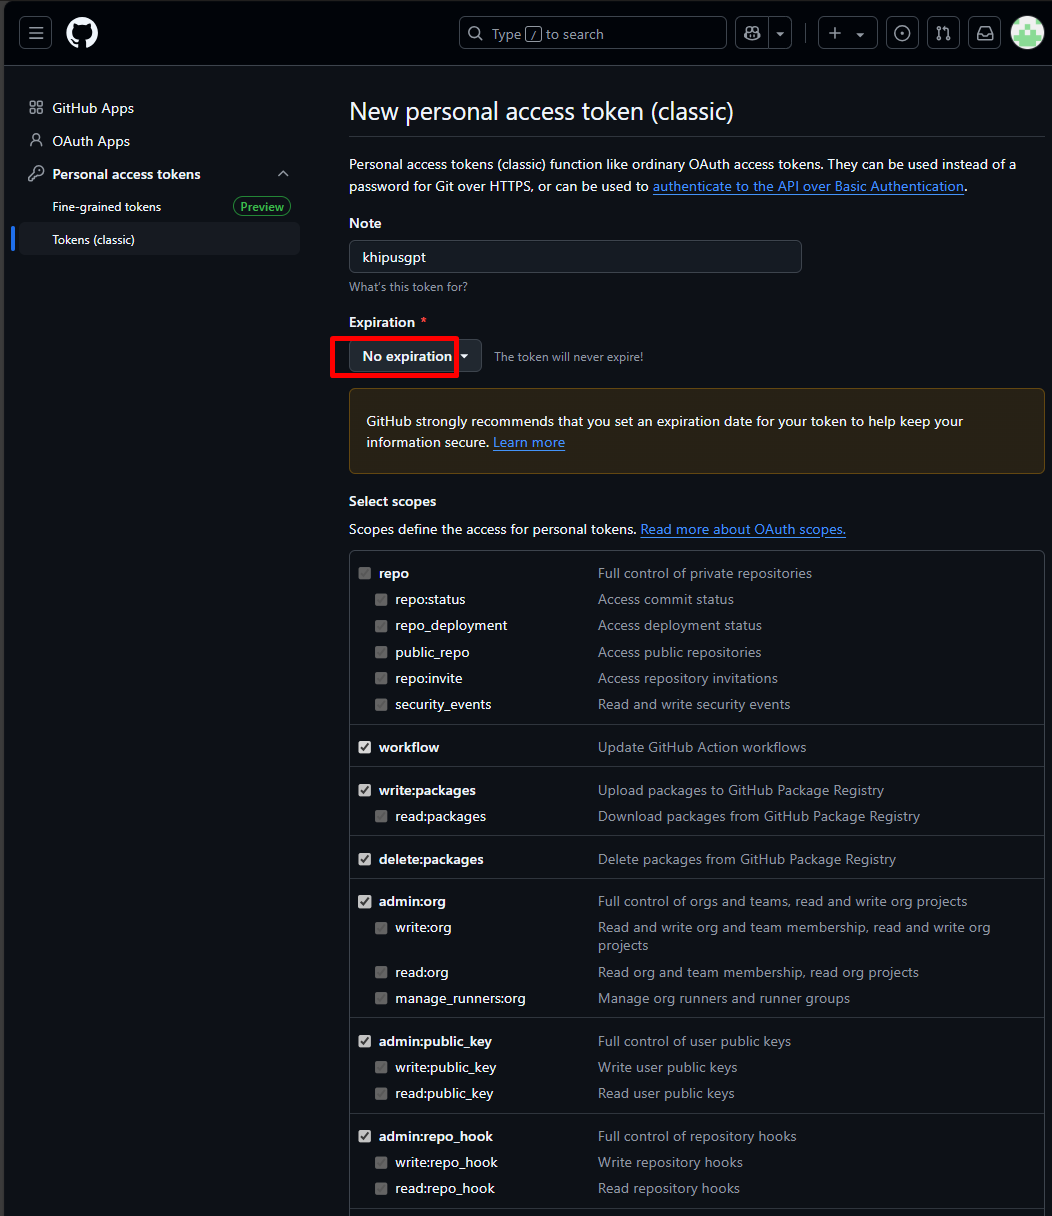 Type / to search
GitHub Apps
OAuth Apps
Personal access tokens
Fine-grained tokens Preview
Tokens (classic)
New personal access token (classic)
Personal access tokens (classic) function like ordinary OAuth access tokens. They can be used instead of a
password for Git over HTTPS, or can be used to authenticate to the API over Basic Authentication.
Note
khipusgpt
What's this token for?
Expiration *
No expiration The token will never expire!
GitHub strongly recommends that you set an expiration date for your token to help keep your
information secure. Learn more
Select scopes
Scopes define the access for personal tokens. Read more about OAuth scopes.
repo Full control of private repositories
repo:status Access commit status
repo_deployment Access deployment status
public_repo Access public repositories
repo:invite Access repository invitations
security_events Read and write security events
workflow Update GitHub Action workflows
write:packages Upload packages to GitHub Package Registry
read:packages Download packages from GitHub Package Registry
delete:packages Delete packages from GitHub Package Registry
admin:org Full control of orgs and teams, read and write org projects
write:org Read and write org and team membership, read and write org
projects
read:org Read org and team membership, read org projects
manage_runners:org Manage org runners and runner groups
admin:public_key Full control of user public keys
write:public_key Write user public keys
read:public_key Read user public keys
admin:repo_hook Full control of repository hooks
write:repo_hook Write repository hooks
read:repo_hook Read repository hooks